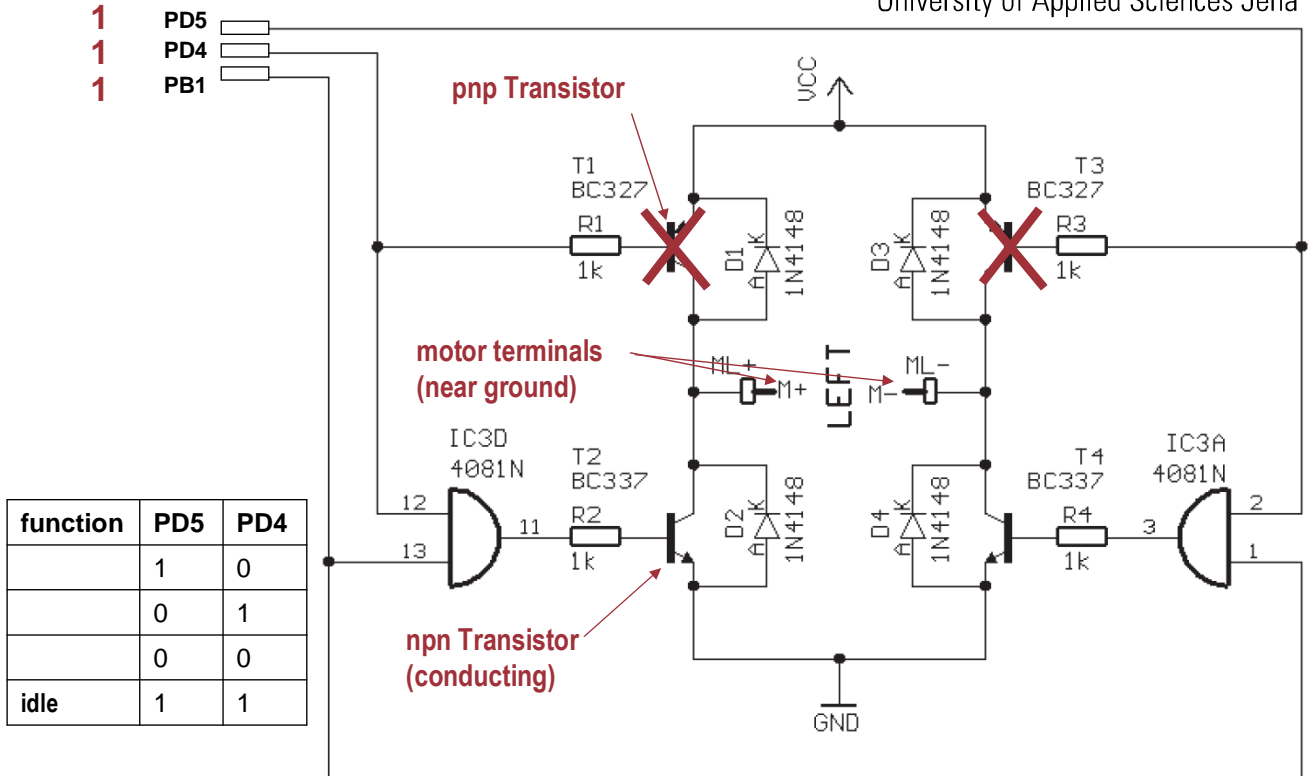 University of Applied Sciences Jena
1 PD5
1 PD4
1 PB1
pnp Transistor
VCC
T1
BC327
T3
BC327
R1
1k
D1
A
K
1N4148
D3
A
K
1N4148
R3
1k
motor terminals
(near ground)
ML+
M+
LEFT
ML-
M-
IC3D
4081N
T2
BC337
T4
BC337
IC3A
4081N
12
13
11
R2
1k
D2
A
K
1N4148
D4
A
K
1N4148
R4
1k
3
2
1
npn Transistor
(conducting)
GND
function PD5 PD4
1 0
0 1
0 0
idle 1 1